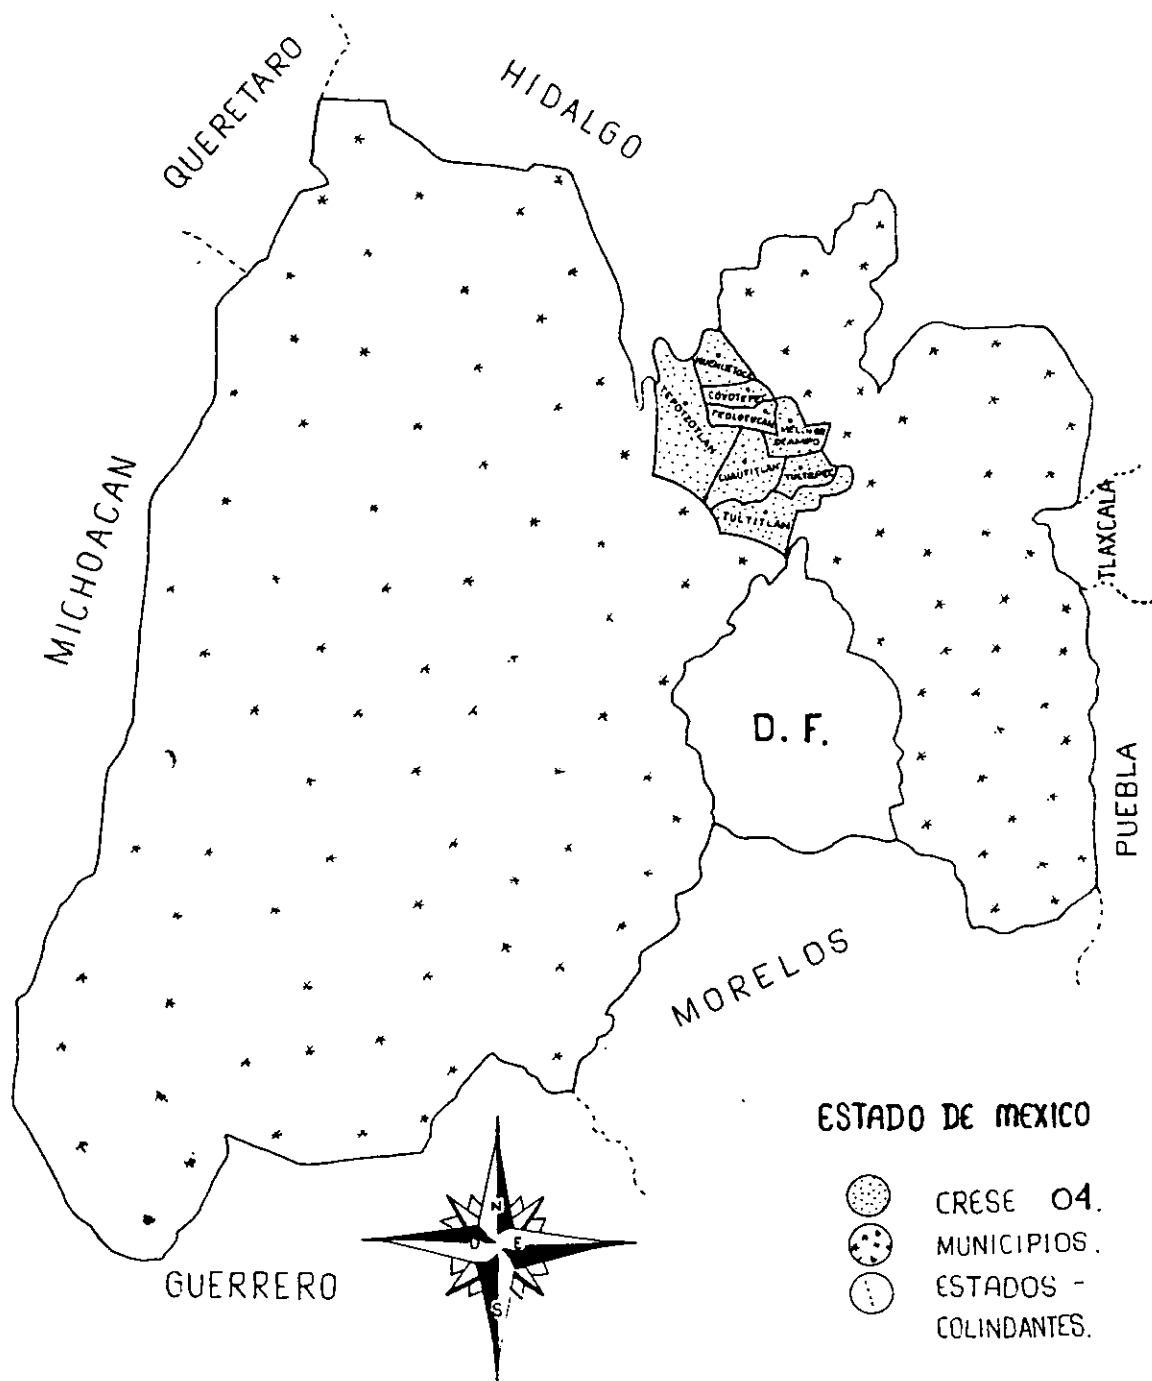 QUERETARO
HIDALGO
HUEHUETOCA
COYOTEPEC
TEOLOYUCAN
TEPOTZOTLAN
MELCHOR
OCAMPO
CUAUTITLAN
TULTEPEC
TULTITLAN
MICHOACAN
TLAXCALA
D. F.
PUEBLA
MORELOS
GUERRERO
N
O
E
S
ESTADO DE MEXICO
CRESE 04.
MUNICIPIOS.
ESTADOS -
COLINDANTES.